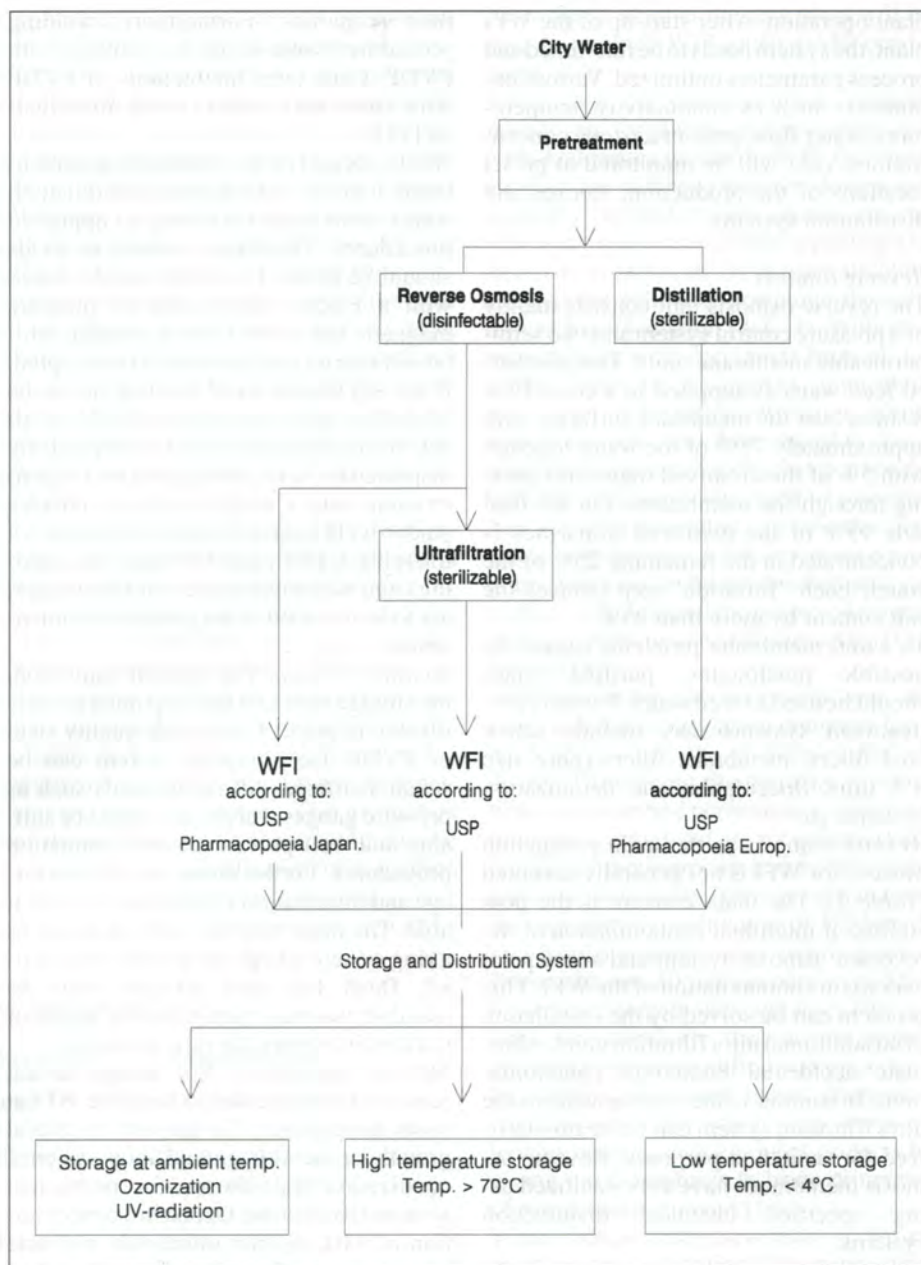 City Water
Pretreatment
Reverse Osmosis
(disinfectable)
Distillation
(sterilizable)
Ultrafiltration
(sterilizable)
WFI
according to:
USP
Pharmacopoeia Japan.
WFI
according to:
USP
WFI
according to:
USP
Pharmacopoeia Europ.
Storage and Distribution System
Storage at ambient temp.
Ozonization
UV-radiation
High temperature storage
Temp. > 70°C
Low temperature storage
Temp. < 4°C